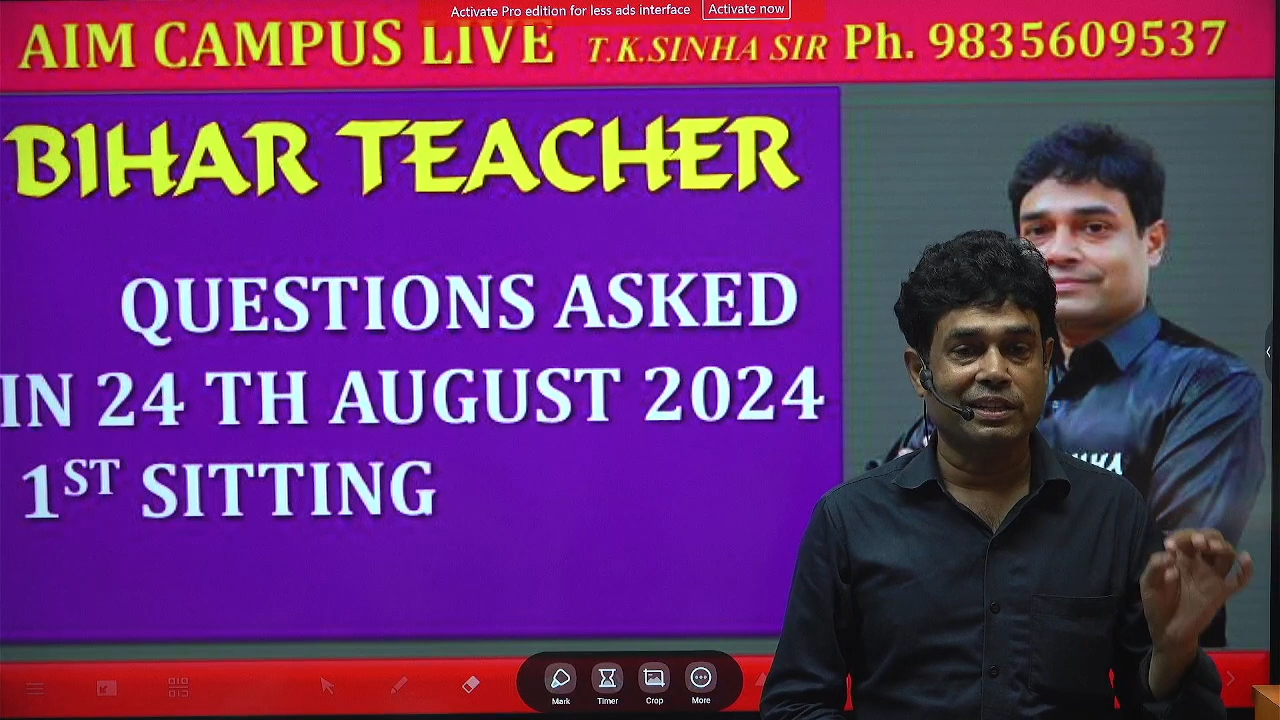 Activate Pro edition for less ads interface Activate now
AIM CAMPUS LIVE T.K.SINHA SIR Ph. 9835609537
BIHAR TEACHER
QUESTIONS ASKED
IN 24 TH AUGUST 2024
1ST SITTING
Mark Timer Crop More